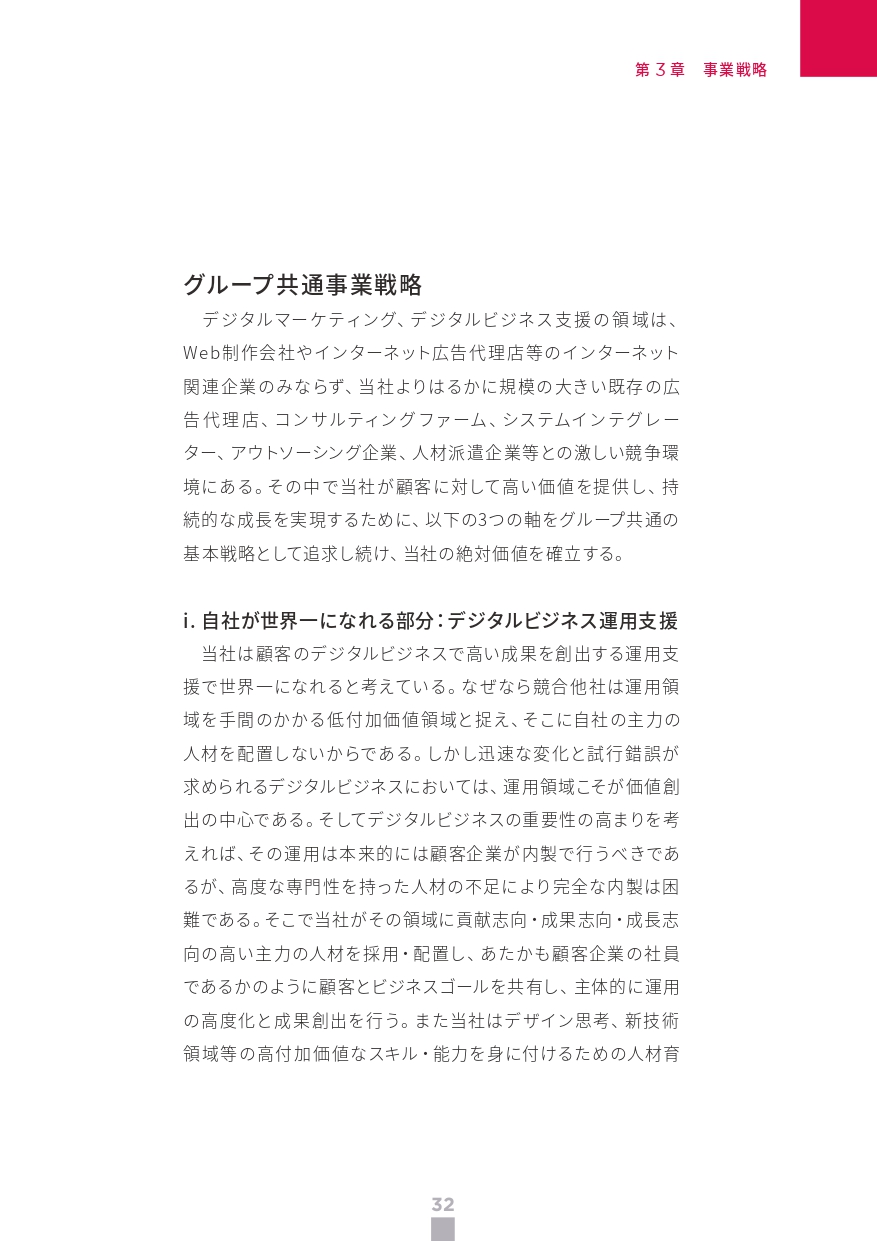 第3章　事業戦略
グループ共通事業戦略
　デジタルマーケティング、デジタルビジネス支援の領域は、
Web制作会社やインターネット広告代理店等のインターネット
関連企業のみならず、当社よりはるかに規模の大きい既存の広
告代理店、コンサルティングファーム、システムインテグレー
ター、アウトソーシング企業、人材派遣企業等との激しい競争環
境にある。その中で当社が顧客に対して高い価値を提供し、持
続的な成長を実現するために、以下の3つの軸をグループ共通の
基本戦略として追求し続け、当社の絶対価値を確立する。
i. 自社が世界一になれる部分：デジタルビジネス運用支援
　当社は顧客のデジタルビジネスで高い成果を創出する運用支
援で世界一になれると考えている。なぜなら競合他社は運用領
域を手間のかかる低付加価値領域と捉え、そこに自社の主力の
人材を配置しないからである。しかし迅速な変化と試行錯誤が
求められるデジタルビジネスにおいては、運用領域こそが価値創
出の中心である。そしてデジタルビジネスの重要性の高まりを考
えれば、その運用は本来的には顧客企業が内製で行うべきであ
るが、高度な専門性を持った人材の不足により完全な内製は困
難である。そこで当社がその領域に貢献志向・成果志向・成長志
向の高い主力の人材を採用・配置し、あたかも顧客企業の社員
であるかのように顧客とビジネスゴールを共有し、主体的に運用
の高度化と成果創出を行う。また当社はデザイン思考、新技術
領域等の高付加価値なスキル・能力を身に付けるための人材育
32